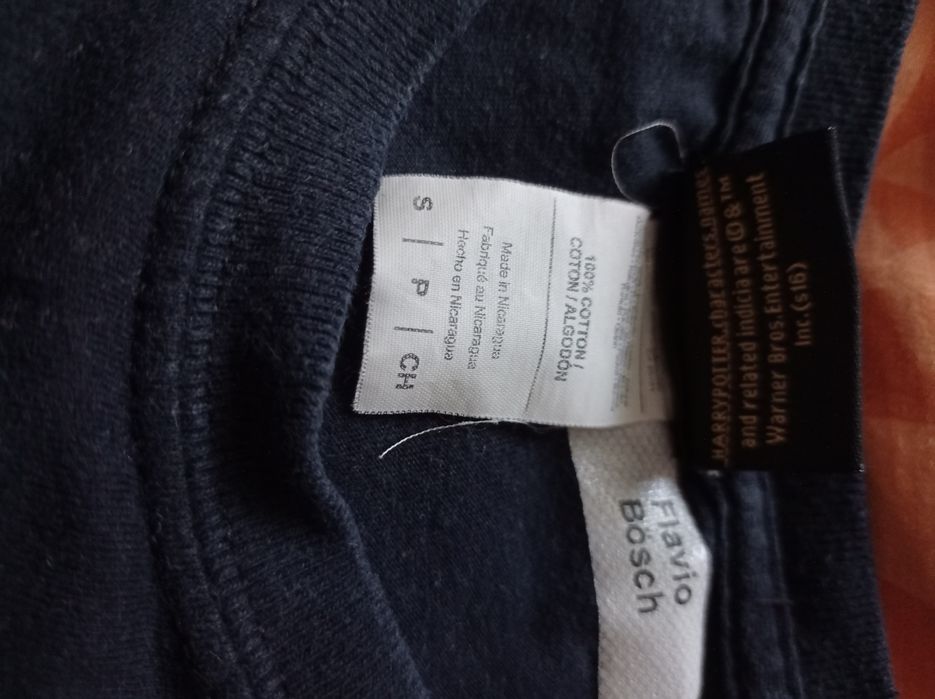 HARRY POTTER characters, names
and related indicia are © & ™
Warner Bros. Entertainment
Inc.(s16)
100% COTTON /
COTON / ALGODÓN
Made in Nicaragua
Fabriqué au Nicaragua
Hecho en Nicaragua
S | P | CH
Flavio
Bösch